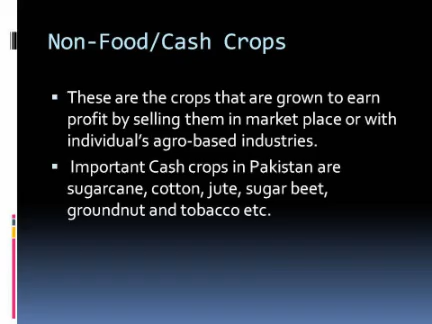 Non-Food/Cash Crops
These are the crops that are grown to earn
profit by selling them in market place or with
individual's agro-based industries.
Important Cash crops in Pakistan are
sugarcane, cotton, jute, sugar beet,
groundnut and tobacco etc.